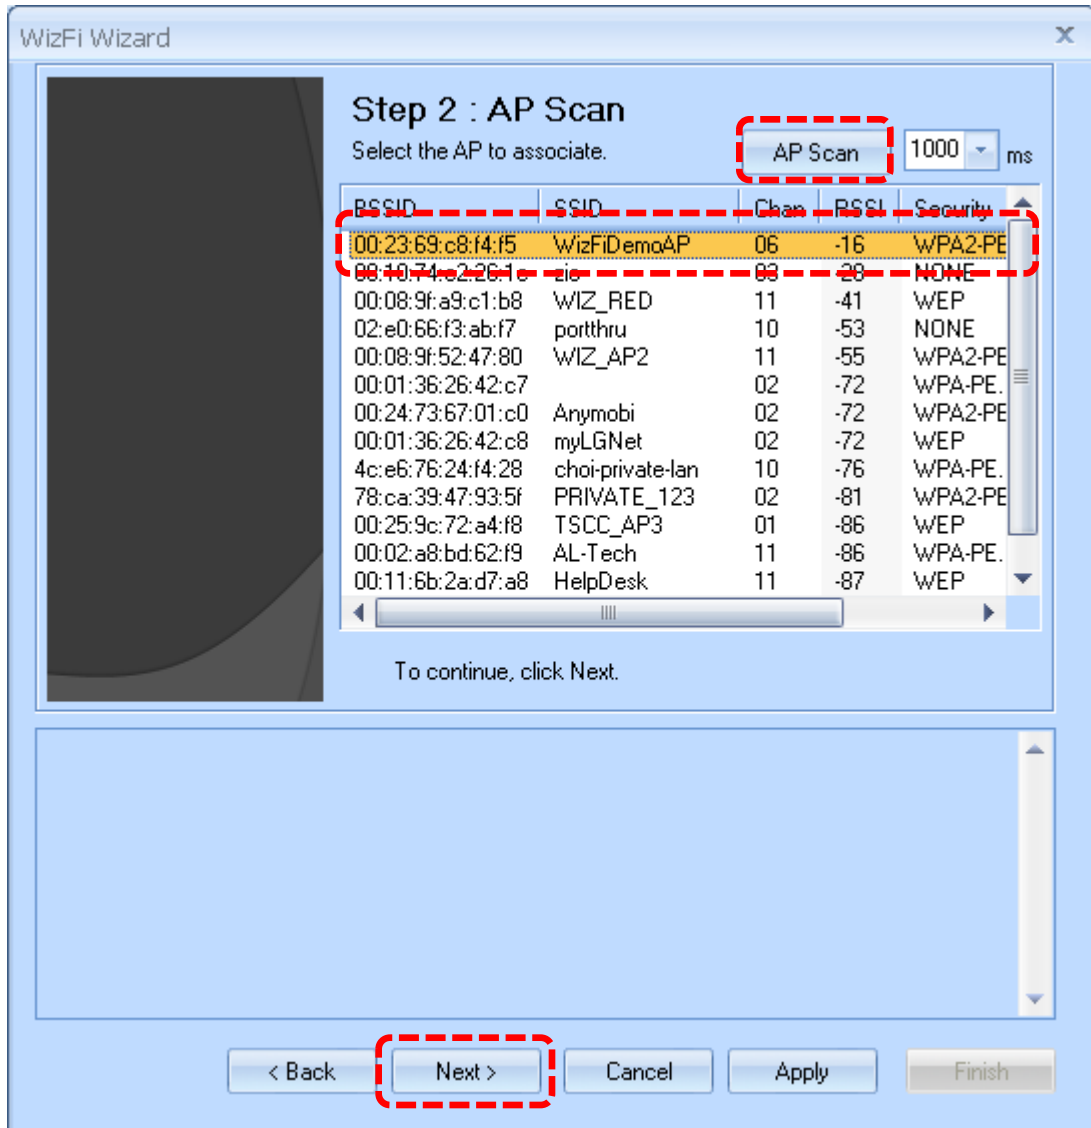 WizFi Wizard
Step 2 : AP Scan
Select the AP to associate. AP Scan 1000 ms
BSSID SSID Chan RSSI Security
00:23:69:c8:f4:f5 WizFiDemoAP 06 -16 WPA2-PE
zio 03 -28 NONE
00:08:9f:a9:c1:b8 WIZ_RED 11 -41 WEP
02:e0:66:f3:ab:f7 portthru 10 -53 NONE
00:08:9f:52:47:80 WIZ_AP2 11 -55 WPA2-PE
00:01:36:26:42:c7 02 -72 WPA-PE.
00:24:73:67:01:c0 Anymobi 02 -72 WPA2-PE
00:01:36:26:42:c8 myLGNet 02 -72 WEP
4c:e6:76:24:f4:28 choi-private-lan 10 -76 WPA-PE.
78:ca:39:47:93:5f PRIVATE_123 02 -81 WPA2-PE
00:25:9c:72:a4:f8 TSCC_AP3 01 -86 WEP
00:02:a8:bd:62:f9 AL-Tech 11 -86 WPA-PE.
00:11:6b:2a:d7:a8 HelpDesk 11 -87 WEP
To continue, click Next.
< Back Next > Cancel Apply Finish